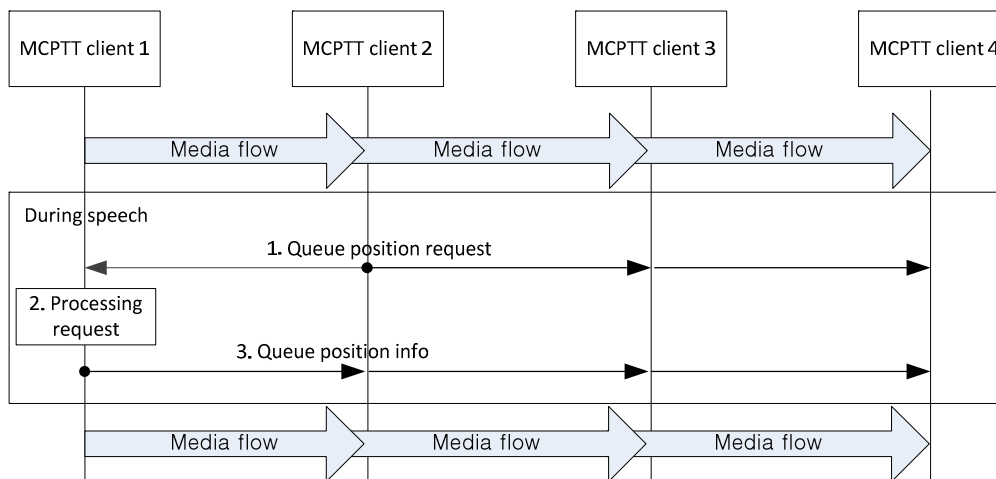 MCPTT client 1
MCPTT client 2
MCPTT client 3
MCPTT client 4
Media flow
Media flow
Media flow
During speech
1. Queue position request
2. Processing
request
3. Queue position info
Media flow
Media flow
Media flow